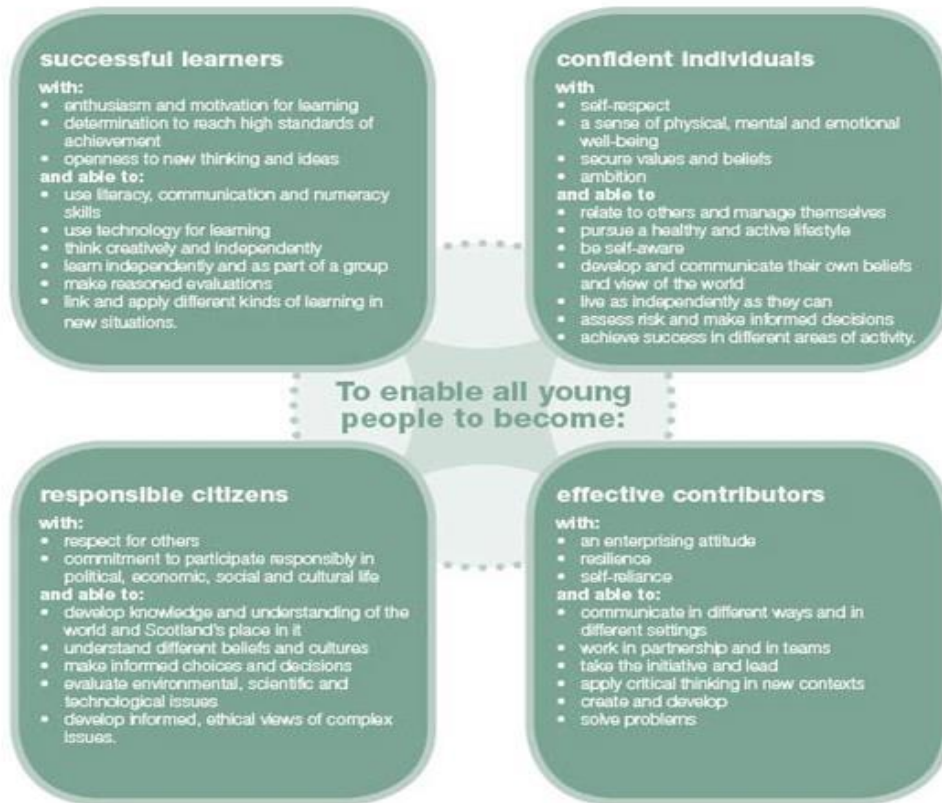 successful learners
with:
• enthusiasm and motivation for learning
• determination to reach high standards of
achievement
• openness to new thinking and ideas
and able to:
• use literacy, communication and numeracy
skills
• use technology for learning
• think creatively and independently
• learn independently and as part of a group
• make reasoned evaluations
• link and apply different kinds of learning in
new situations.
confident individuals
with
• self-respect
• a sense of physical, mental and emotional
well-being
• secure values and beliefs
• ambition
and able to
• relate to others and manage themselves
• pursue a healthy and active lifestyle
• be self-aware
• develop and communicate their own beliefs
and view of the world
• live as independently as they can
• assess risk and make informed decisions
• achieve success in different areas of activity.
To enable all young
people to become:
responsible citizens
with:
• respect for others
• commitment to participate responsibly in
political, economic, social and cultural life
and able to:
• develop knowledge and understanding of the
world and Scotland's place in it
• understand different beliefs and cultures
• make informed choices and decisions
• evaluate environmental, scientific and
technological issues
• develop informed, ethical views of complex
issues.
effective contributors
with:
• an enterprising attitude
• resilience
• self-reliance
and able to:
• communicate in different ways and in
different settings
• work in partnership and in teams
• take the initiative and lead
• apply critical thinking in new contexts
• create and develop
• solve problems